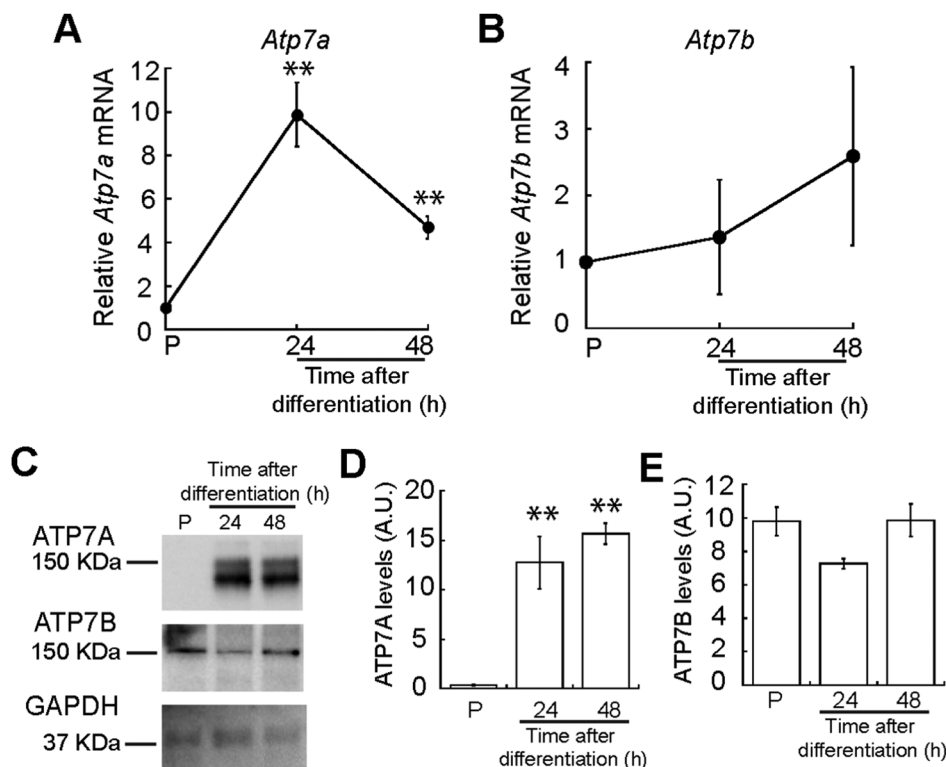 A
Atp7a
Relative Atp7a mRNA
12
10
8
6
4
2
0
**
**
P
24
48
Time after
differentiation (h)
B
Atp7b
Relative Atp7b mRNA
4
3
2
1
0
P
24
48
Time after
differentiation (h)
C
Time after
differentiation (h)
P 24 48
ATP7A
150 KDa
ATP7B
150 KDa
GAPDH
37 KDa
D
ATP7A levels (A.U.)
20
15
10
5
0
**
**
P
24
48
Time after
differentiation (h)
E
ATP7B levels (A.U.)
12
10
8
6
4
2
0
P
24
48
Time after
differentiation (h)